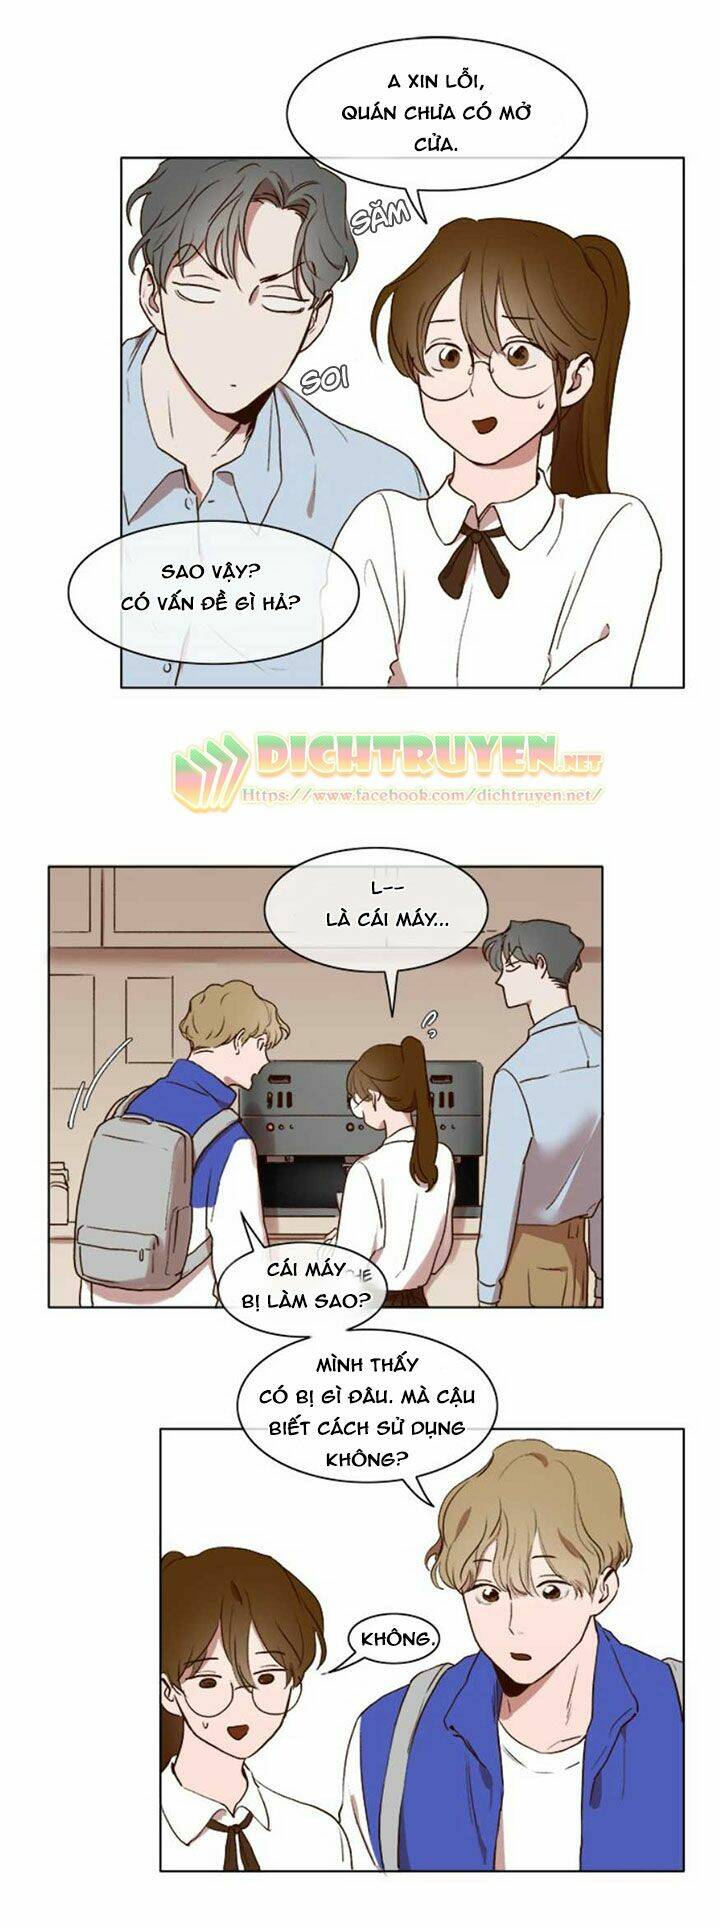 A XIN LỖI,
QUÁN CHƯA CÓ MỞ
CỬA.
SĂM
SOI
SAO VẬY?
CÓ VẤN ĐỀ GÌ HẢ?
DICHTRUYEN.NET
Https://www.facebook.com/dichtruyen.net/
L--
LÀ CÁI MÁY...
CÁI MÁY
BỊ LÀM SAO?
MÌNH THẤY
CÓ BỊ GÌ ĐÂU. MÀ CẬU
BIẾT CÁCH SỬ DỤNG
KHÔNG?
KHÔNG.